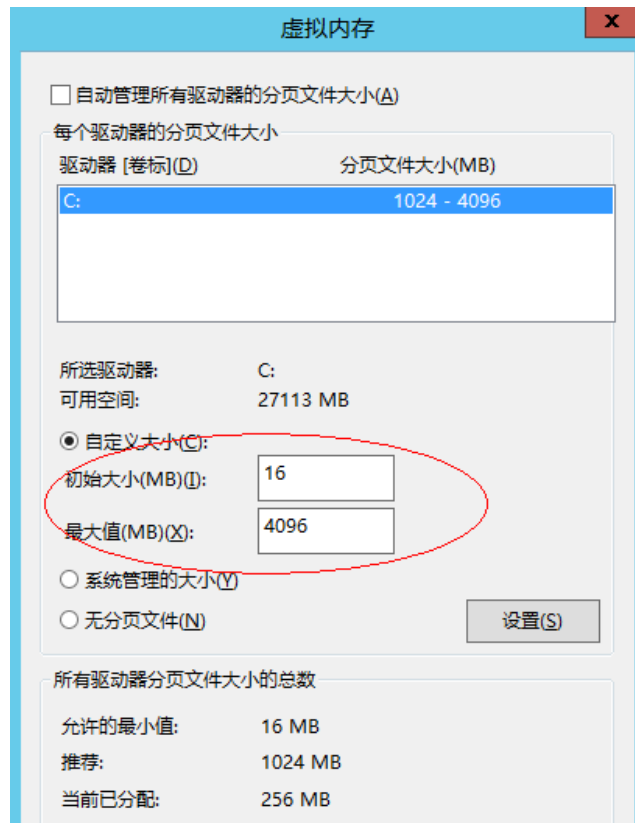 虚拟内存
x
自动管理所有驱动器的分页文件大小(A)
每个驱动器的分页文件大小
驱动器 [卷标](D) 分页文件大小(MB)
C: 1024 - 4096
所选驱动器: C:
可用空间: 27113 MB
自定义大小(C):
初始大小(MB)(I): 16
最大值(MB)(X): 4096
系统管理的大小(Y)
无分页文件(N) 设置(S)
所有驱动器分页文件大小的总数
允许的最小值: 16 MB
推荐: 1024 MB
当前已分配: 256 MB